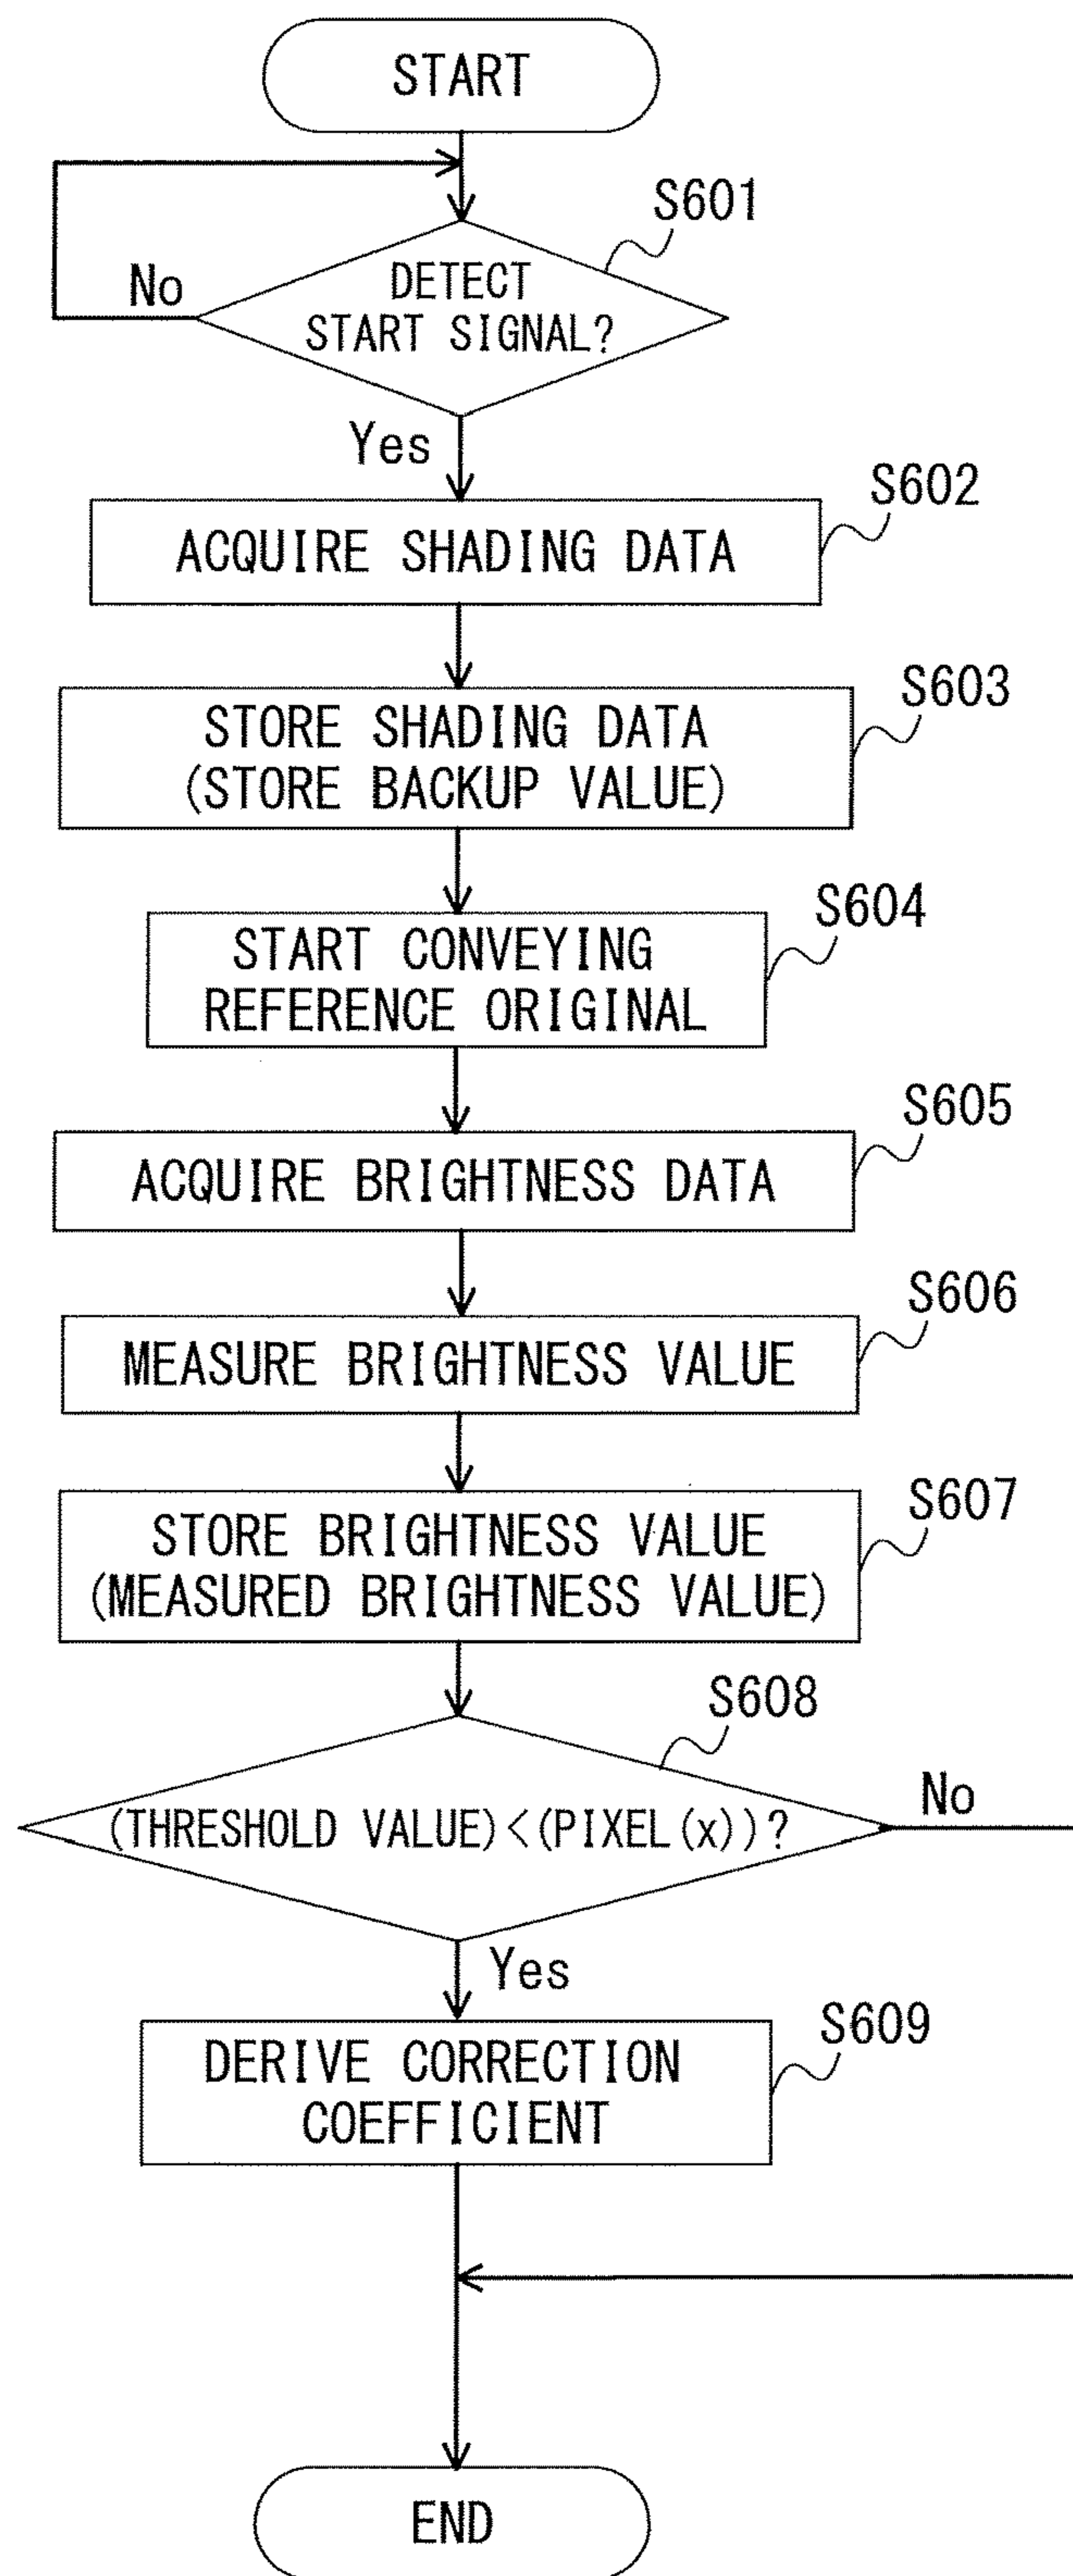 START
S601
DETECT
START SIGNAL?
No
Yes
S602
ACQUIRE SHADING DATA
S603
STORE SHADING DATA
(STORE BACKUP VALUE)
S604
START CONVEYING
REFERENCE ORIGINAL
S605
ACQUIRE BRIGHTNESS DATA
S606
MEASURE BRIGHTNESS VALUE
S607
STORE BRIGHTNESS VALUE
(MEASURED BRIGHTNESS VALUE)
S608
(THRESHOLD VALUE)<(PIXEL(x))?
No
Yes
S609
DERIVE CORRECTION
COEFFICIENT
END